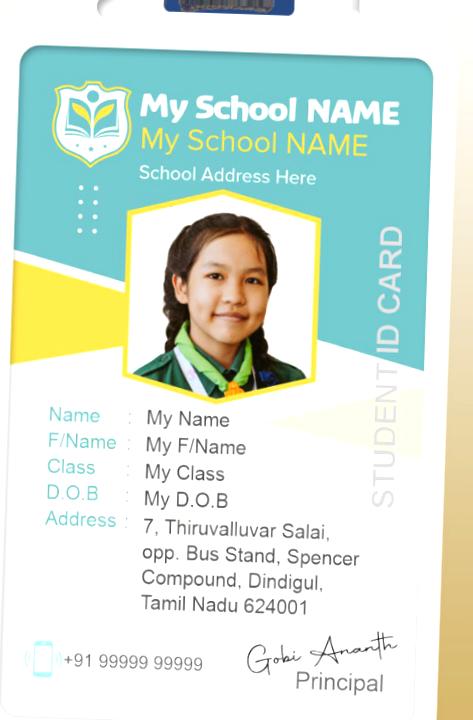 My School NAME
My School NAME
School Address Here
STUDENT ID CARD
Name : My Name
F/Name : My F/Name
Class : My Class
D.O.B : My D.O.B
Address : 7, Thiruvalluvar Salai,
opp. Bus Stand, Spencer
Compound, Dindigul,
Tamil Nadu 624001
+91 99999 99999
Gobi Ananth
Principal